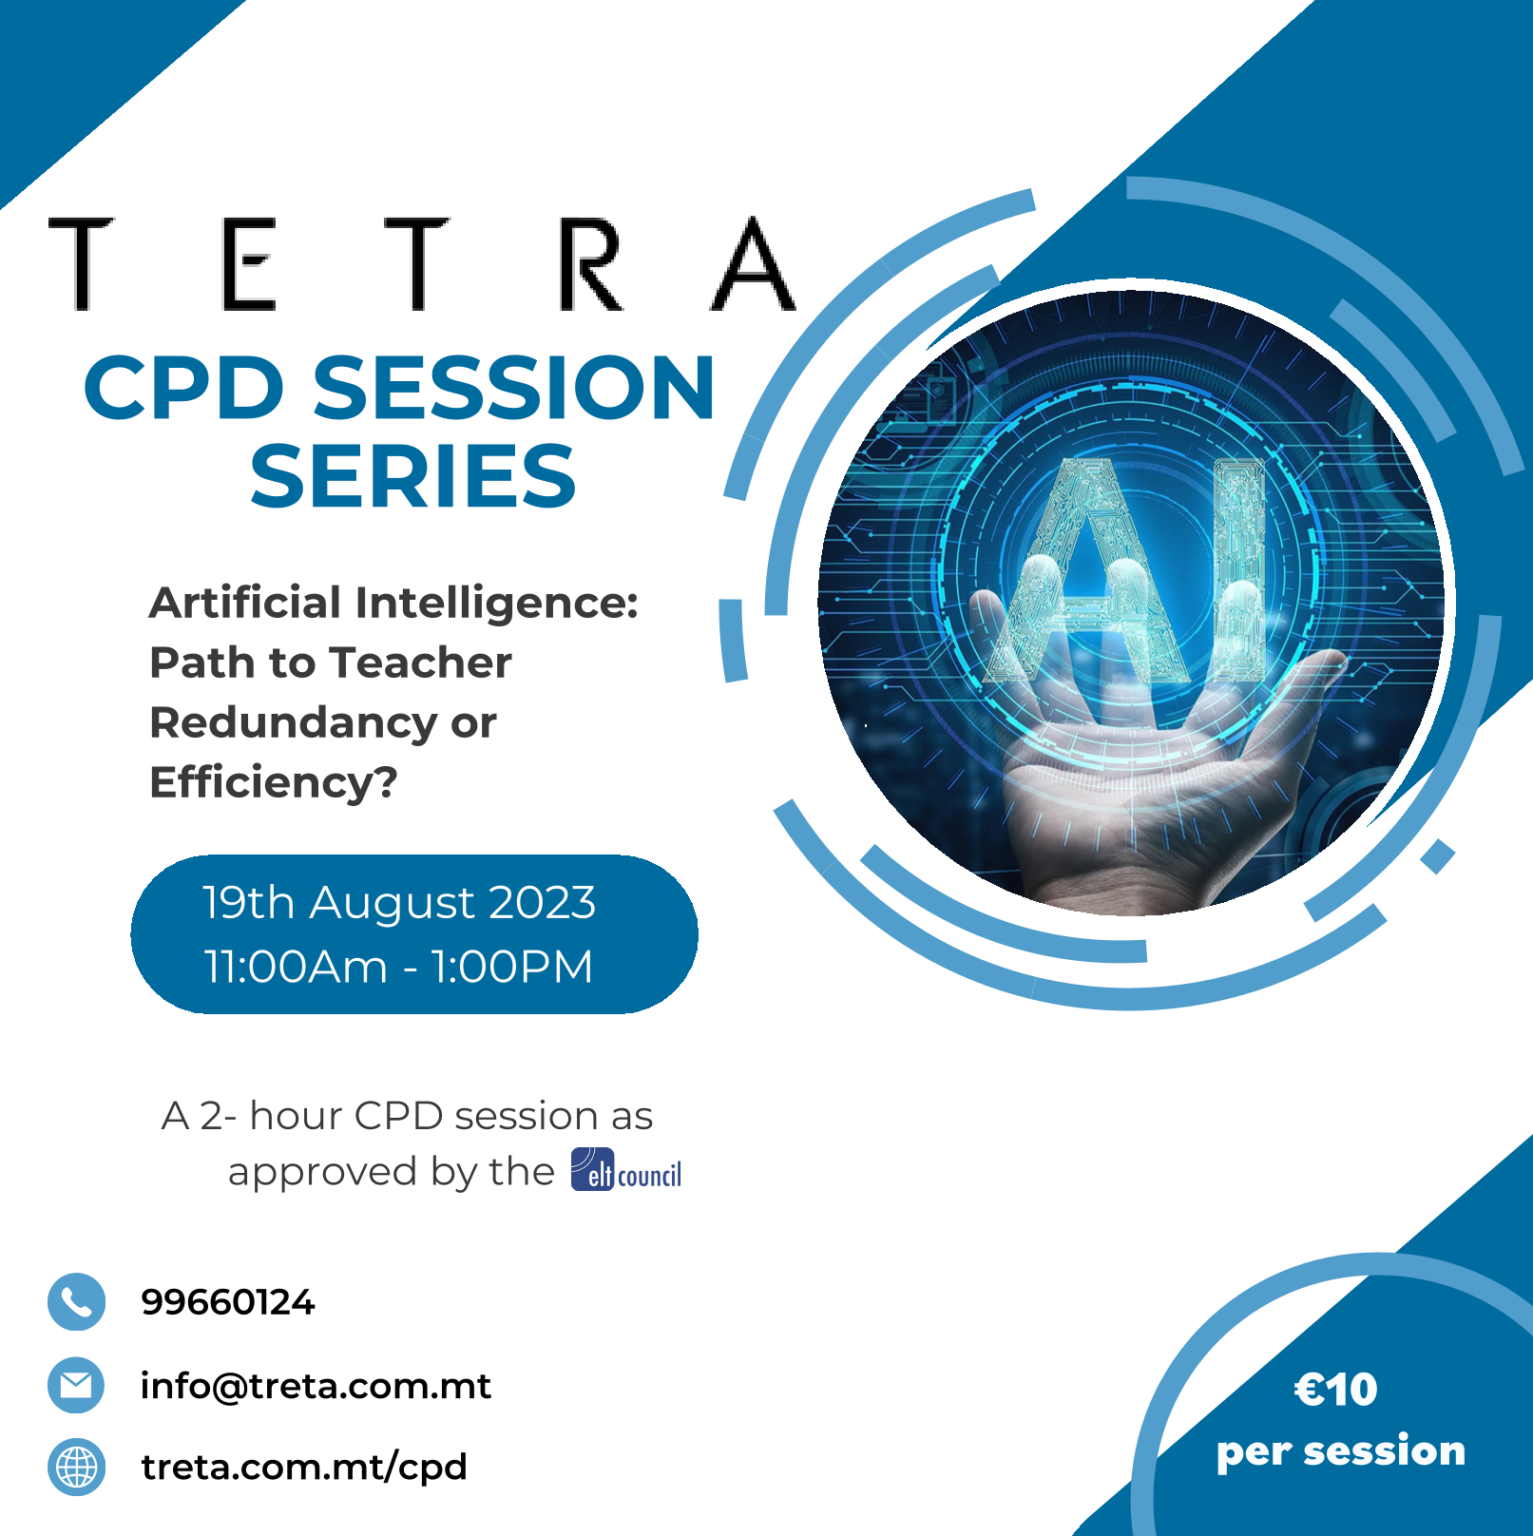 TETRA
CPD SESSION
SERIES
Artificial Intelligence:
Path to Teacher
Redundancy or
Efficiency?
AI
19th August 2023
11:00Am - 1:00PM
A 2- hour CPD session as
approved by the elt council
99660124
info@treta.com.mt
treta.com.mt/cpd
€10
per session